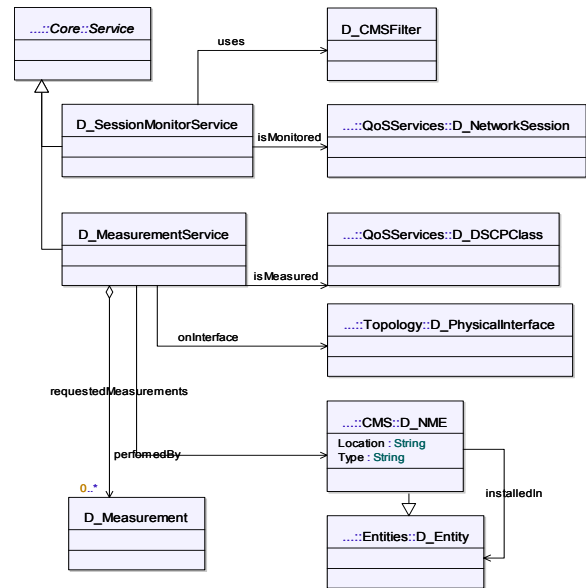 ...::Core::Service
uses
D_CMSFilter
D_SessionMonitorService
isMonitored
...::QoSServices::D_NetworkSession
D_MeasurementService
...::QoSServices::D_DSCPClass
isMeasured
...::Topology::D_PhysicalInterface
onInterface
requestedMeasurements
...::CMS::D_NME
Location : String
Type : String
perfomedBy
installedIn
0..*
D_Measurement
...::Entities::D_Entity